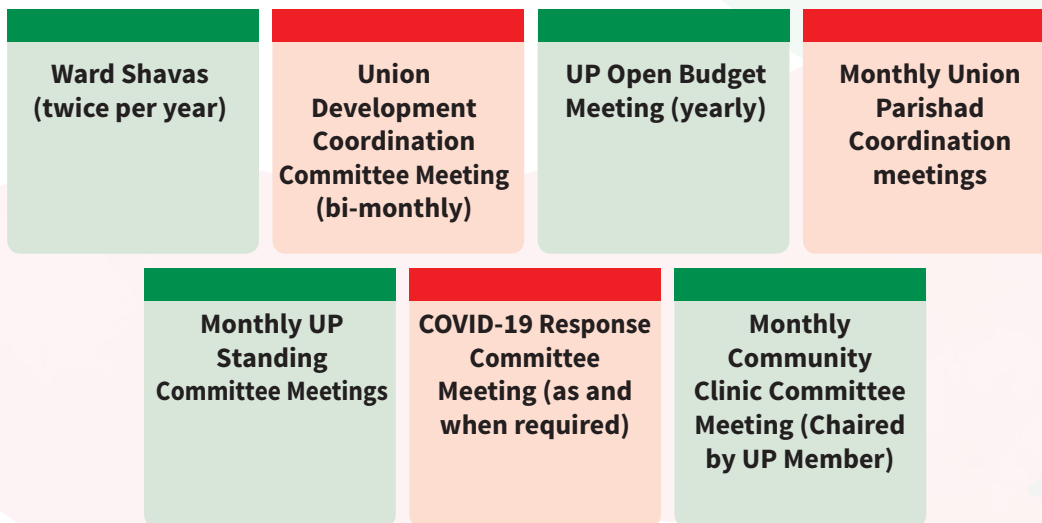 Ward Shavas
(twice per year)
Union
Development
Coordination
Committee Meeting
(bi-monthly)
UP Open Budget
Meeting (yearly)
Monthly Union
Parishad
Coordination
meetings
Monthly UP
Standing
Committee Meetings
COVID-19 Response
Committee
Meeting (as and
when required)
Monthly
Community
Clinic Committee
Meeting (Chaired
by UP Member)